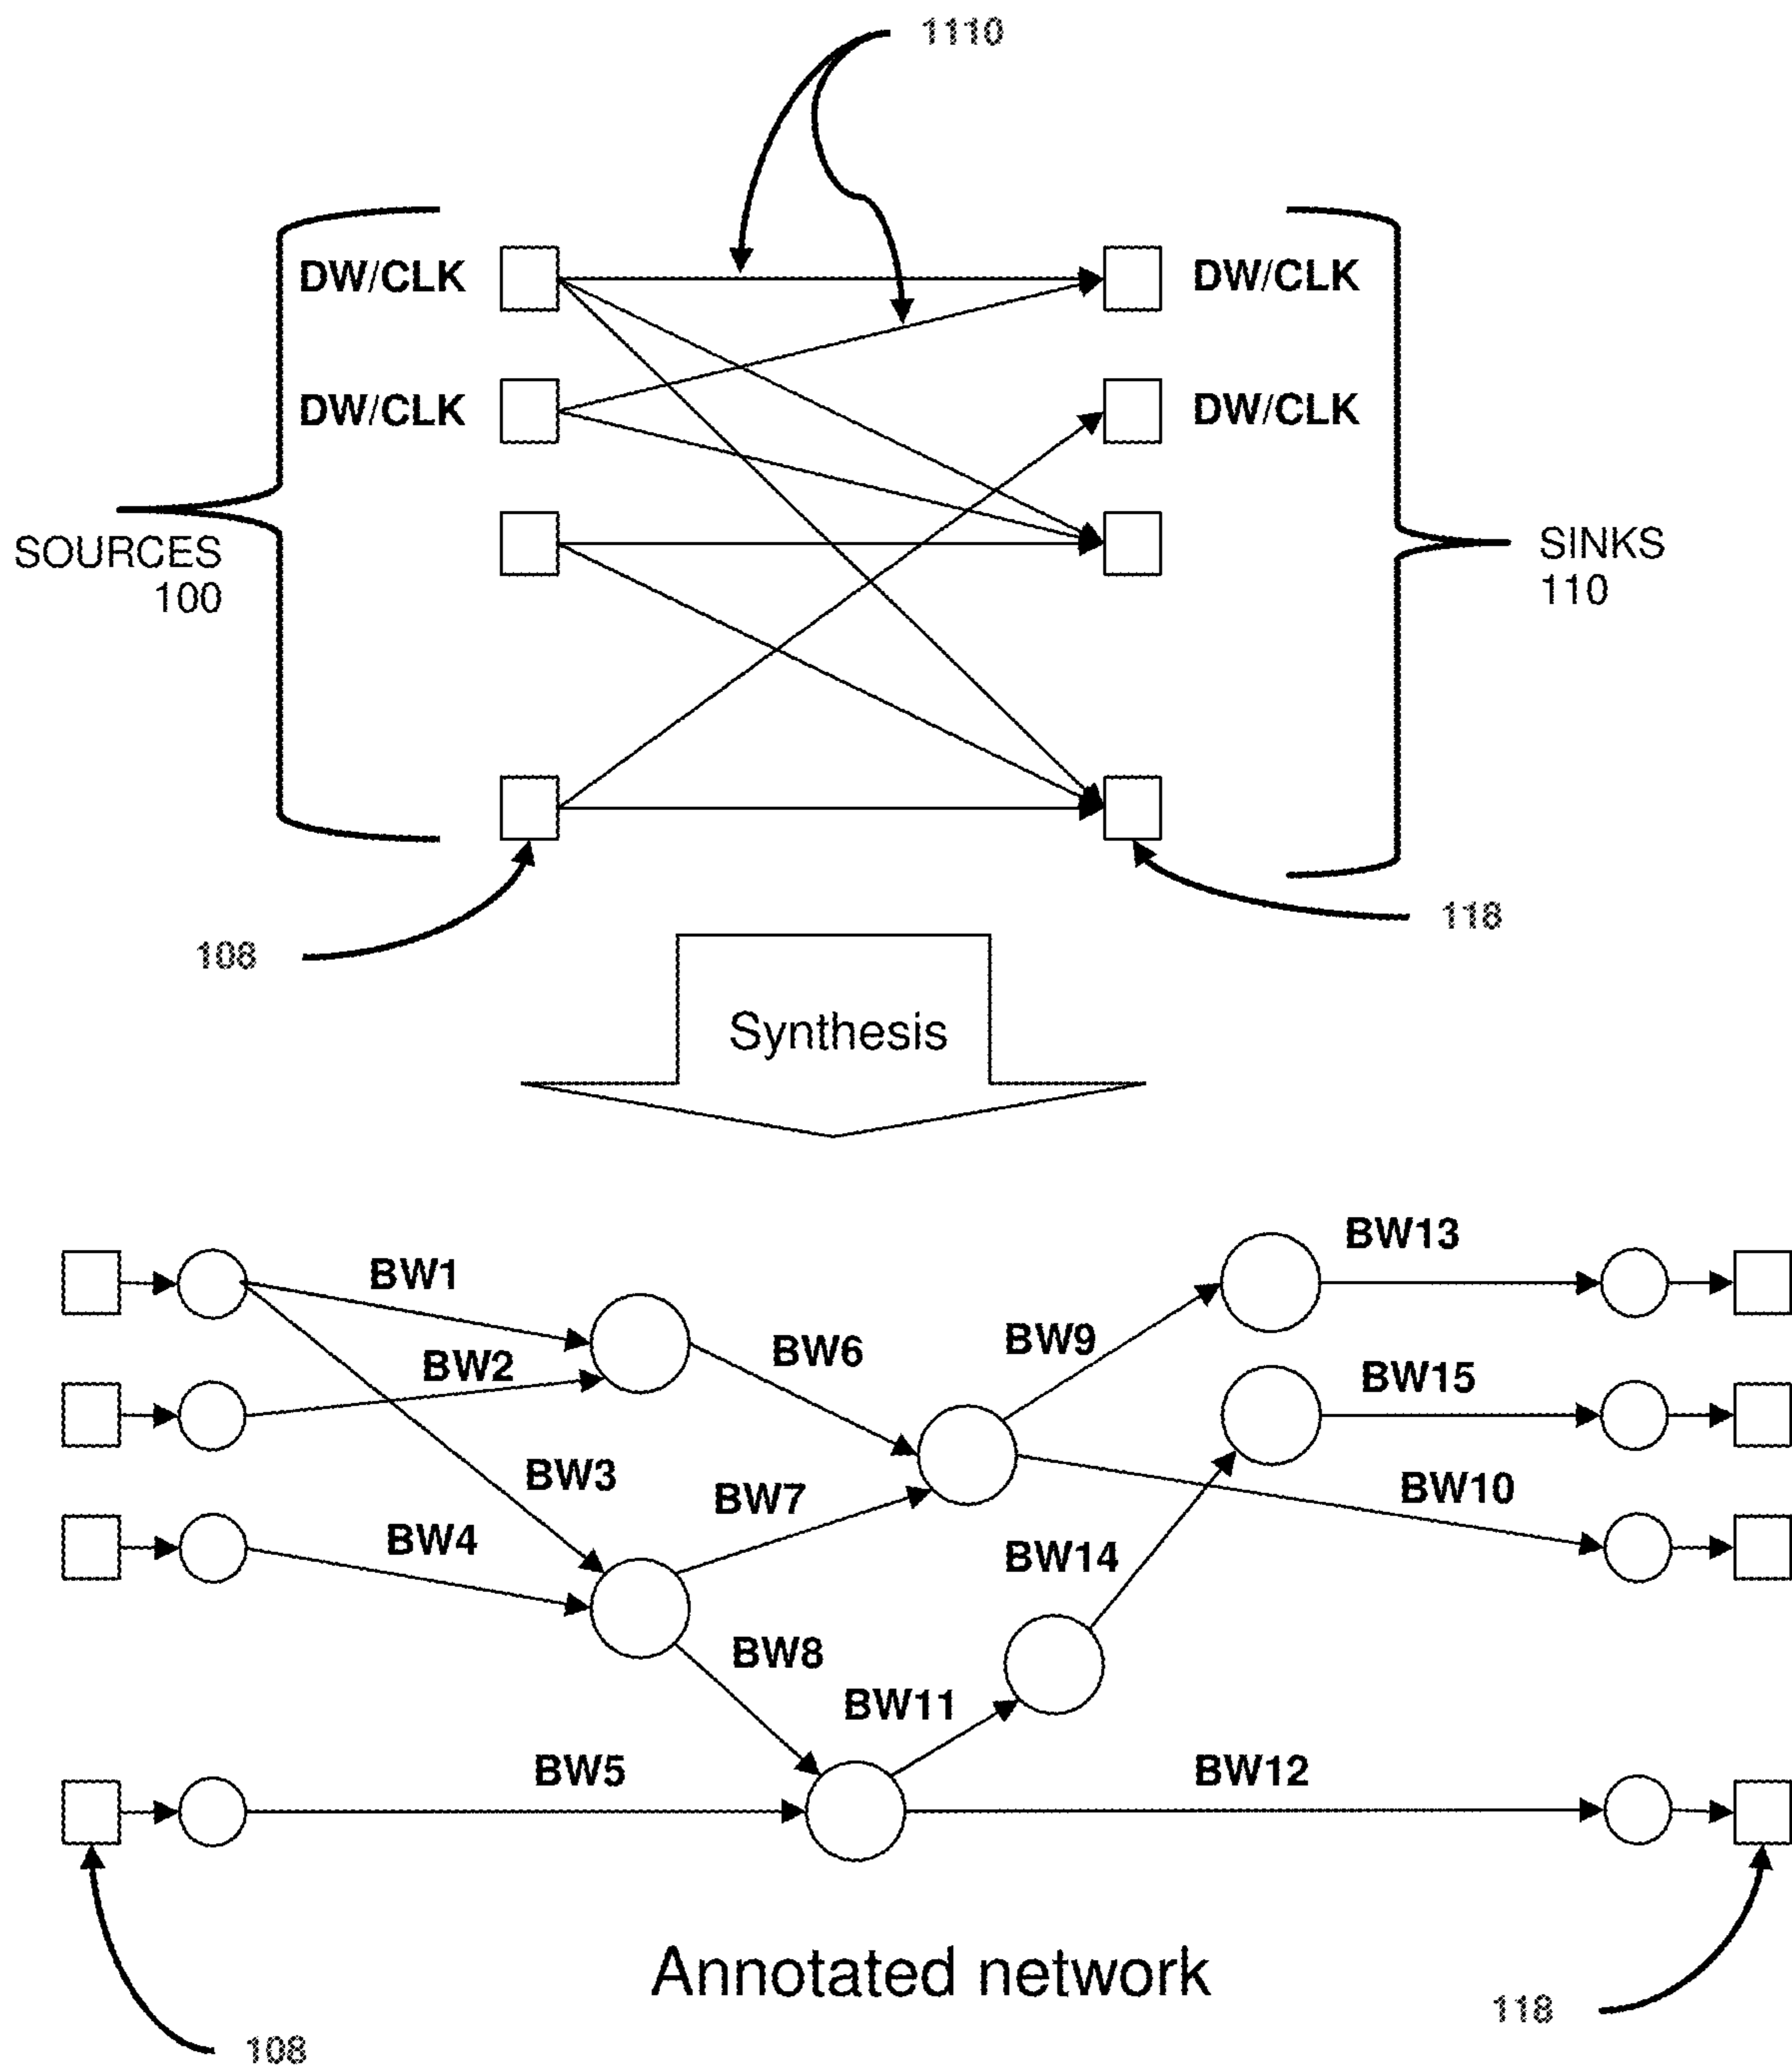 1110
DW/CLK
DW/CLK
DW/CLK
DW/CLK
SOURCES
100
SINKS
110
108
118
Synthesis
BW1
BW2
BW3
BW4
BW5
BW6
BW7
BW8
BW9
BW10
BW11
BW12
BW13
BW14
BW15
Annotated network
108
118